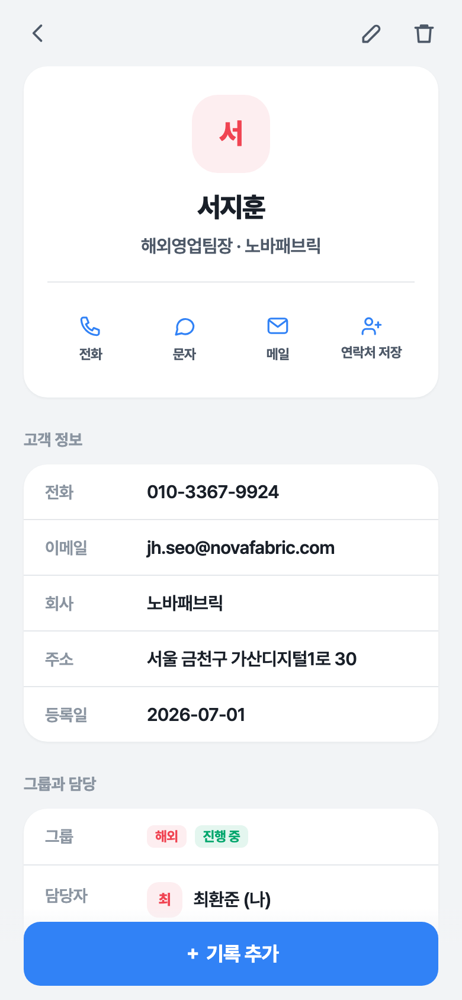 서
서지훈
해외영업팀장 · 노바패브릭
전화 문자 메일 연락처 저장
고객 정보
전화 010-3367-9924
이메일 jh.seo@novafabric.com
회사 노바패브릭
주소 서울 금천구 가산디지털1로 30
등록일 2026-07-01
그룹과 담당
그룹 해외 진행 중
담당자 최 최환준 (나)
+ 기록 추가